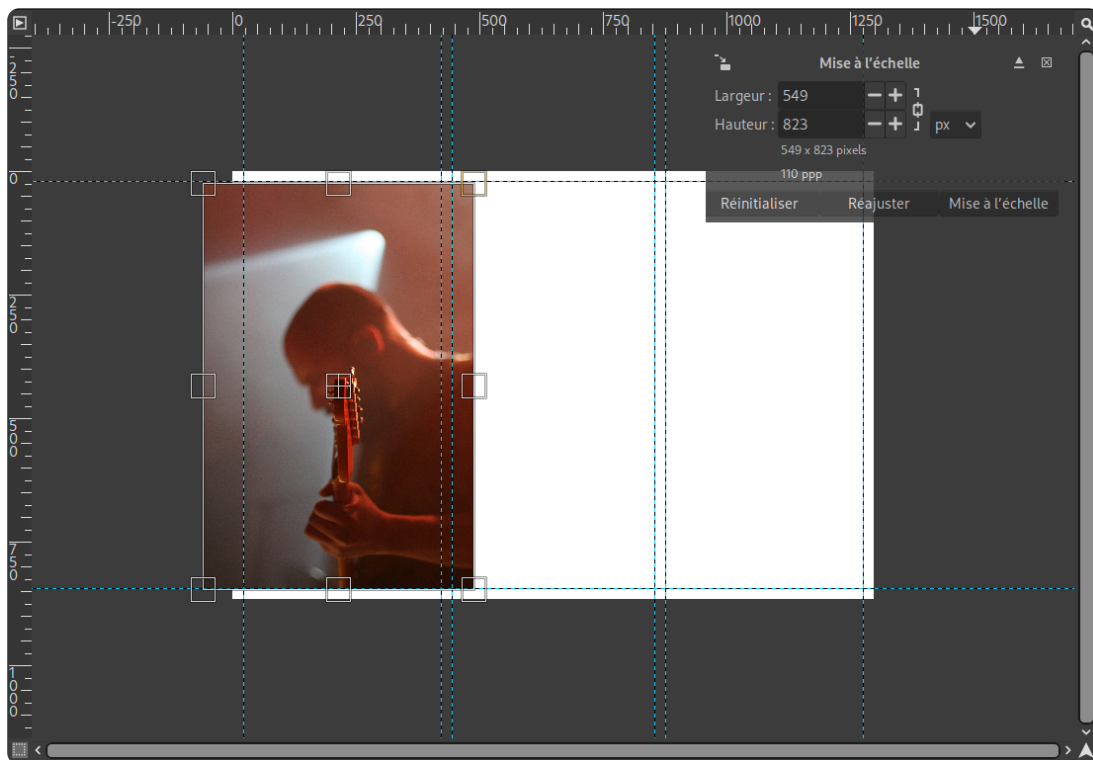 -250 0 250 500 750 1000 1250 1500
Mise à l'échelle
Largeur : 549
Hauteur : 823 px
549 x 823 pixels
110 ppp
Réinitialiser Réajuster Mise à l'échelle
-250
0
250
500
750
1000